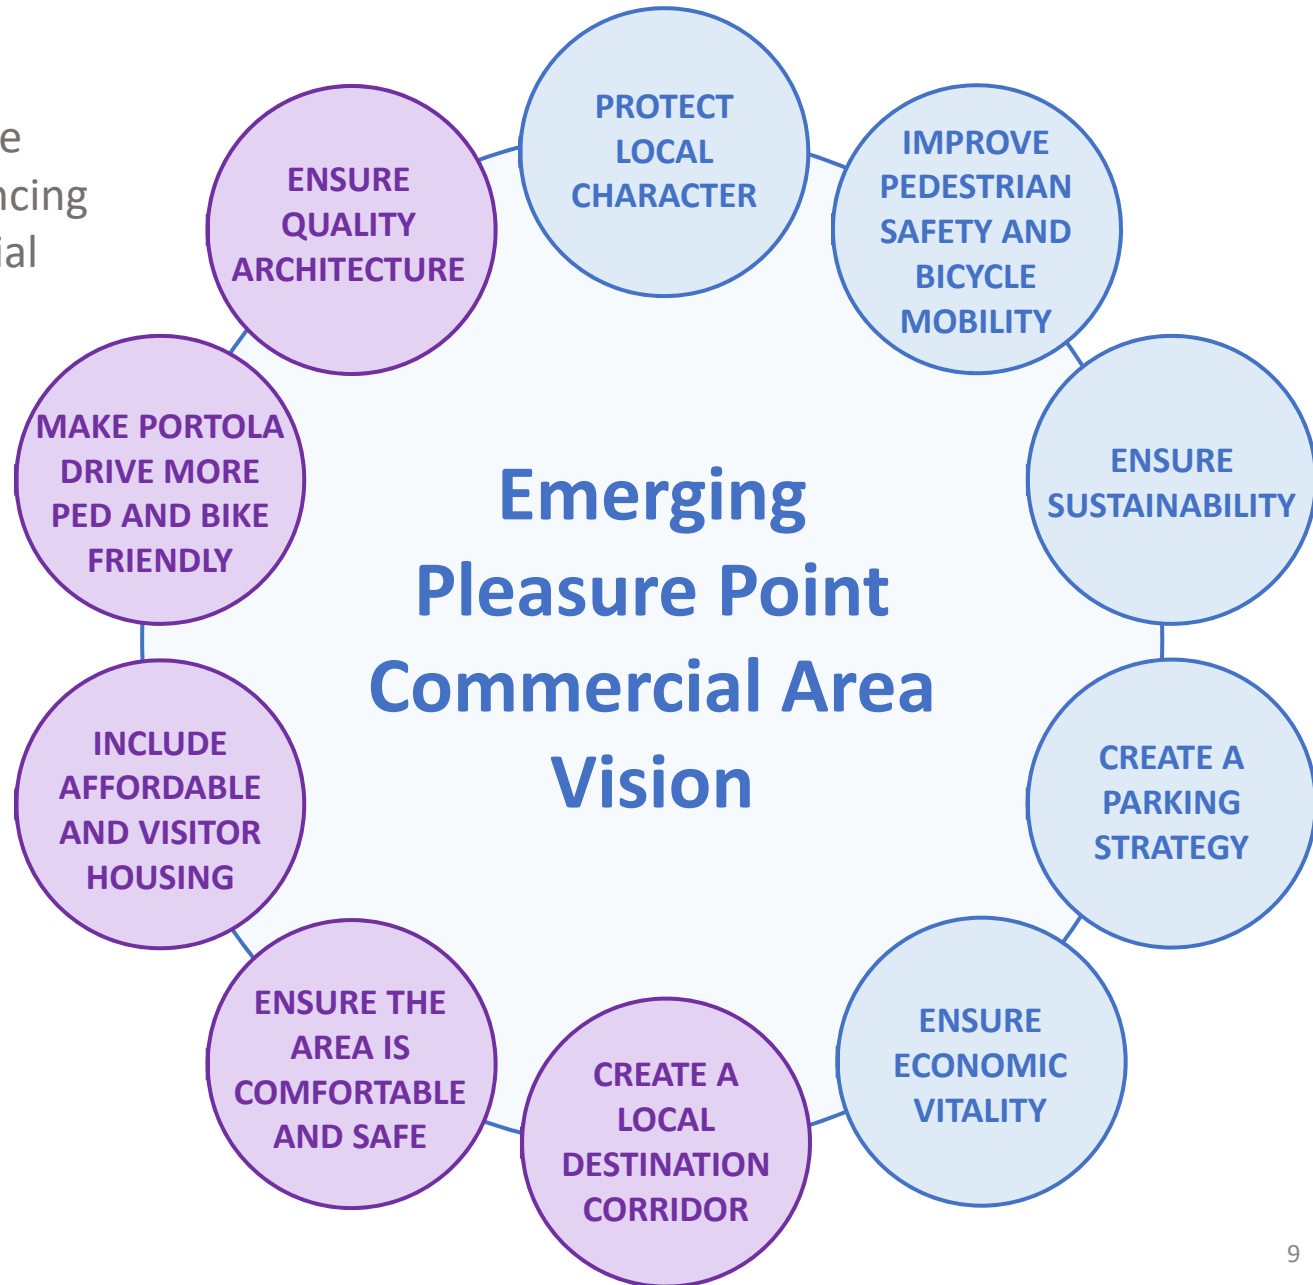 e
ncing
ial
PROTECT
LOCAL
CHARACTER
IMPROVE
PEDESTRIAN
SAFETY AND
BICYCLE
MOBILITY
ENSURE
SUSTAINABILITY
CREATE A
PARKING
STRATEGY
ENSURE
ECONOMIC
VITALITY
CREATE A
LOCAL
DESTINATION
CORRIDOR
ENSURE THE
AREA IS
COMFORTABLE
AND SAFE
INCLUDE
AFFORDABLE
AND VISITOR
HOUSING
MAKE PORTOLA
DRIVE MORE
PED AND BIKE
FRIENDLY
ENSURE
QUALITY
ARCHITECTURE
Emerging
Pleasure Point
Commercial Area
Vision
9